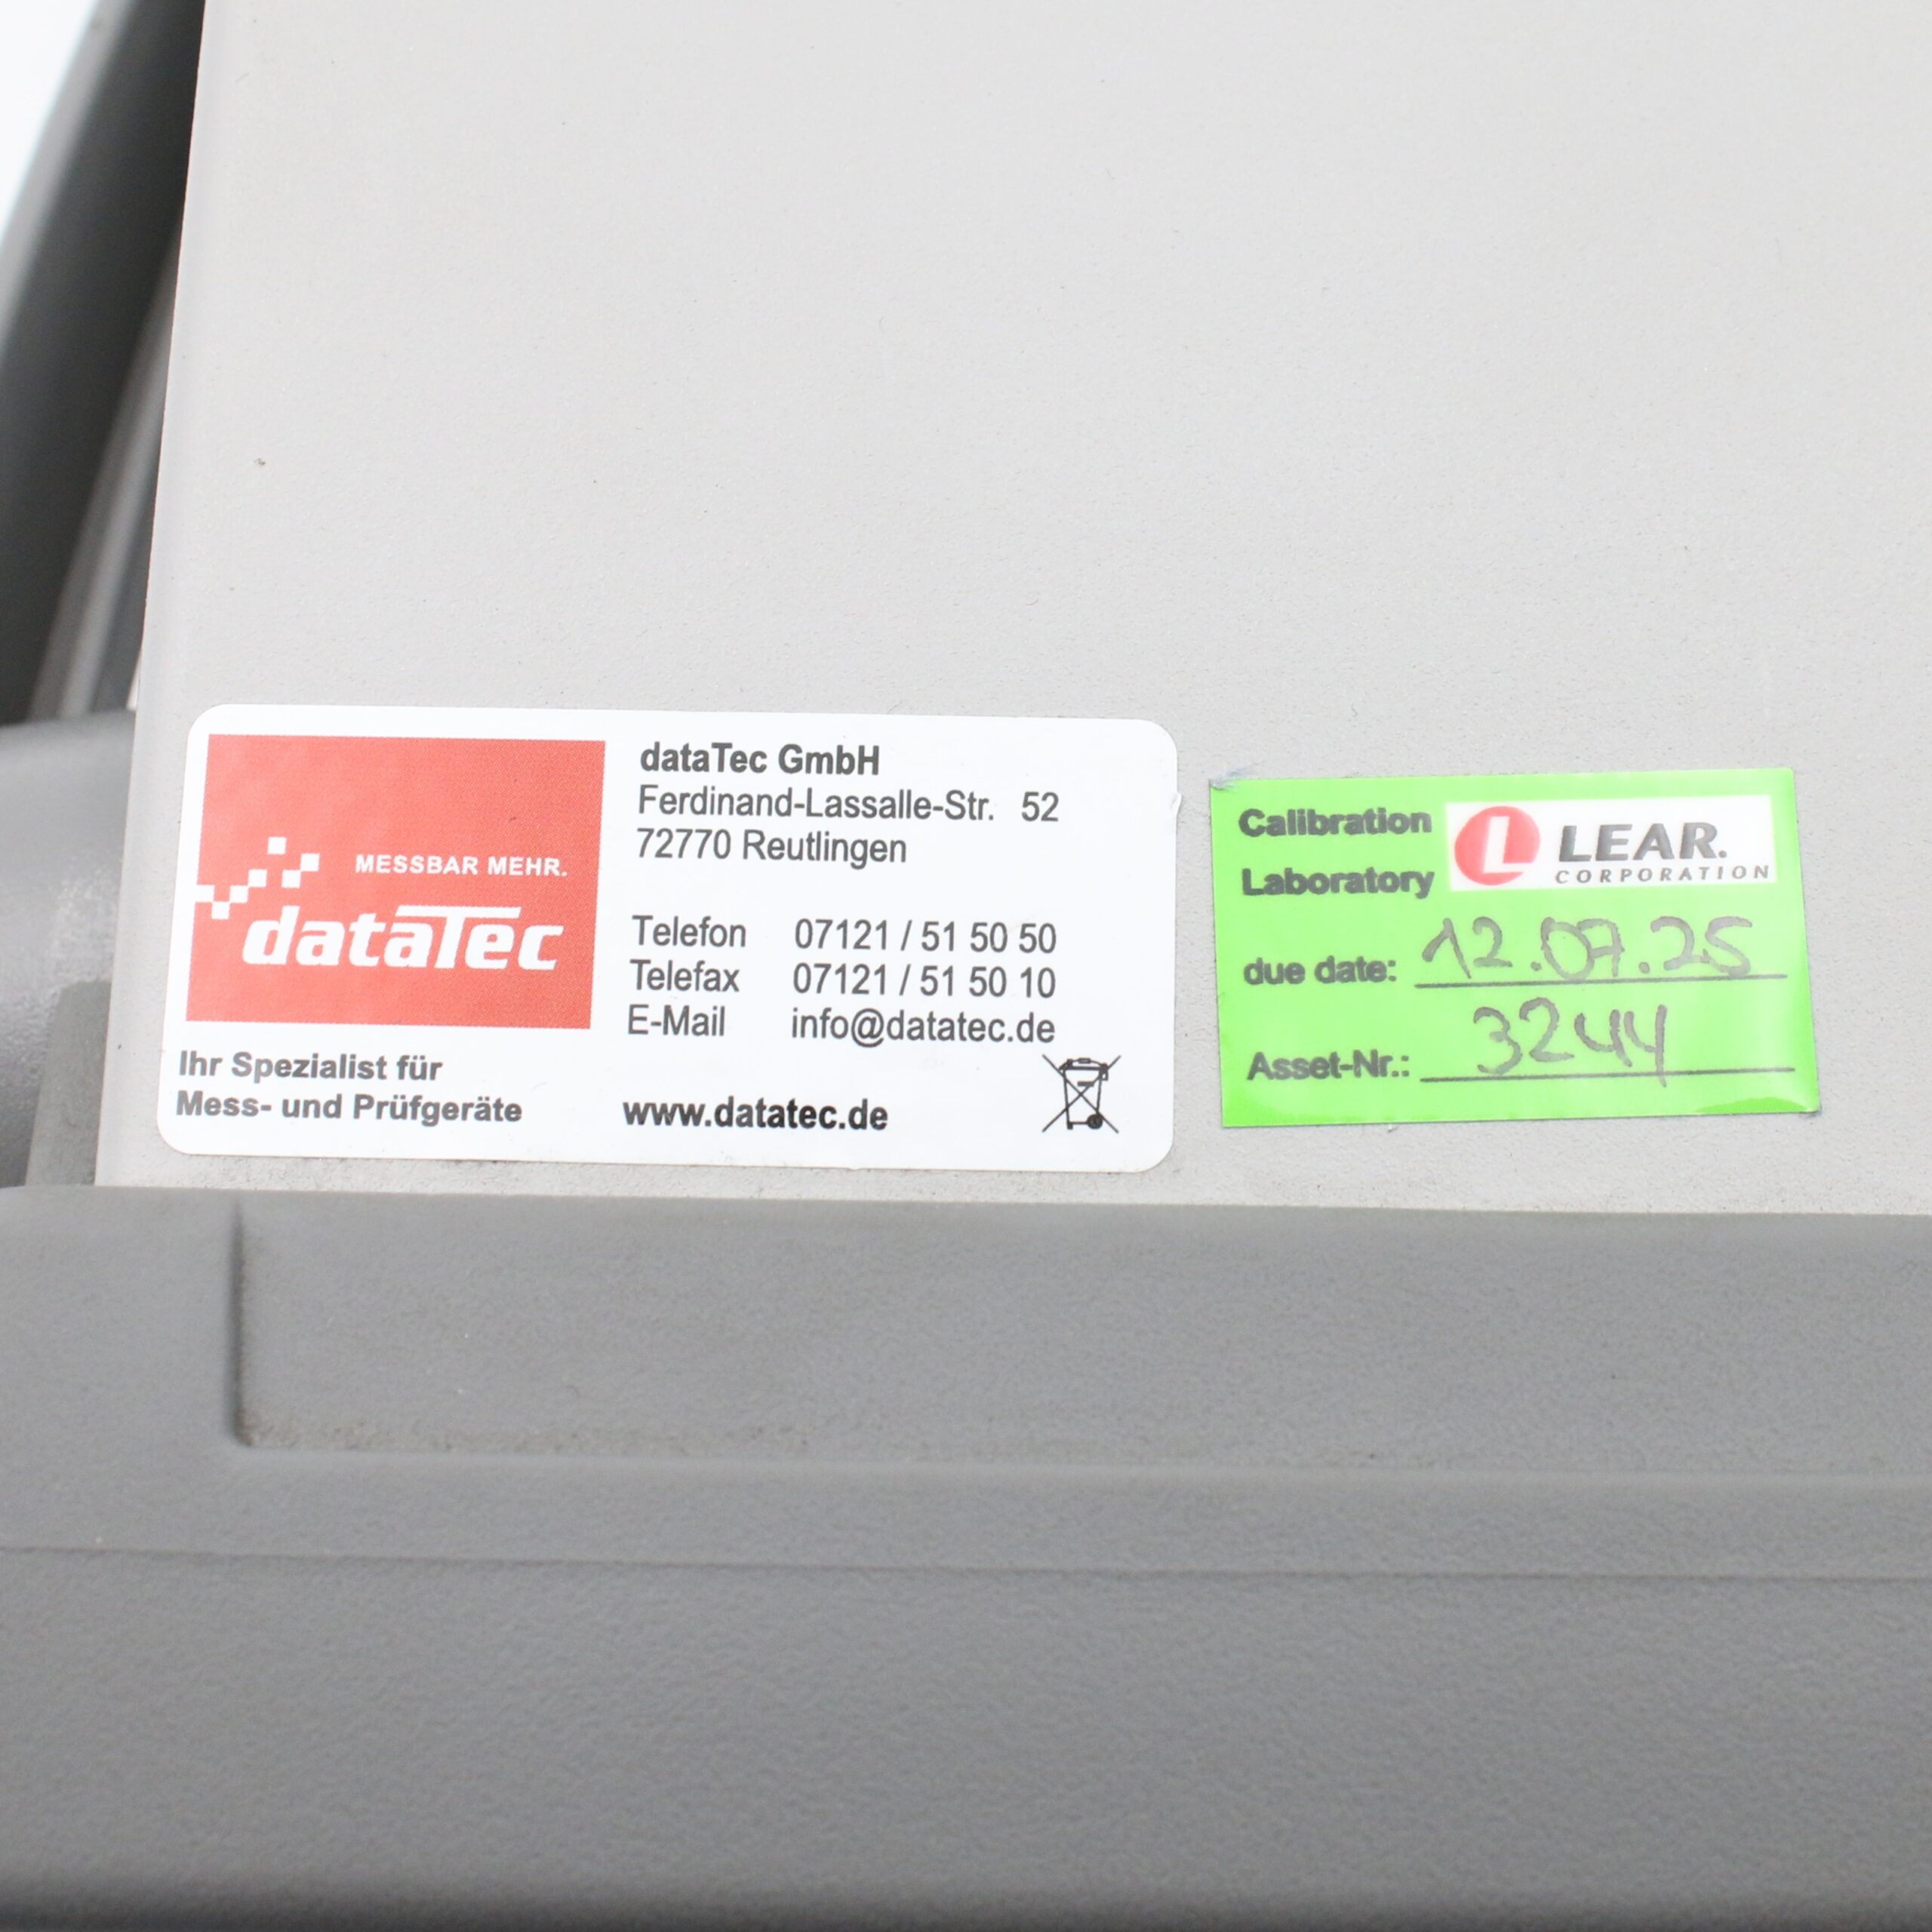 MESSBAR MEHR.
dataTec
Ihr Spezialist für
Mess- und Prüfgeräte
dataTec GmbH
Ferdinand-Lassalle-Str. 52
72770 Reutlingen
Telefon 07121 / 51 50 50
Telefax 07121 / 51 50 10
E-Mail info@datatec.de
www.datatec.de
Calibration
Laboratory
L LEAR.
CORPORATION
due date: 12.07.25
Asset-Nr.: 3244